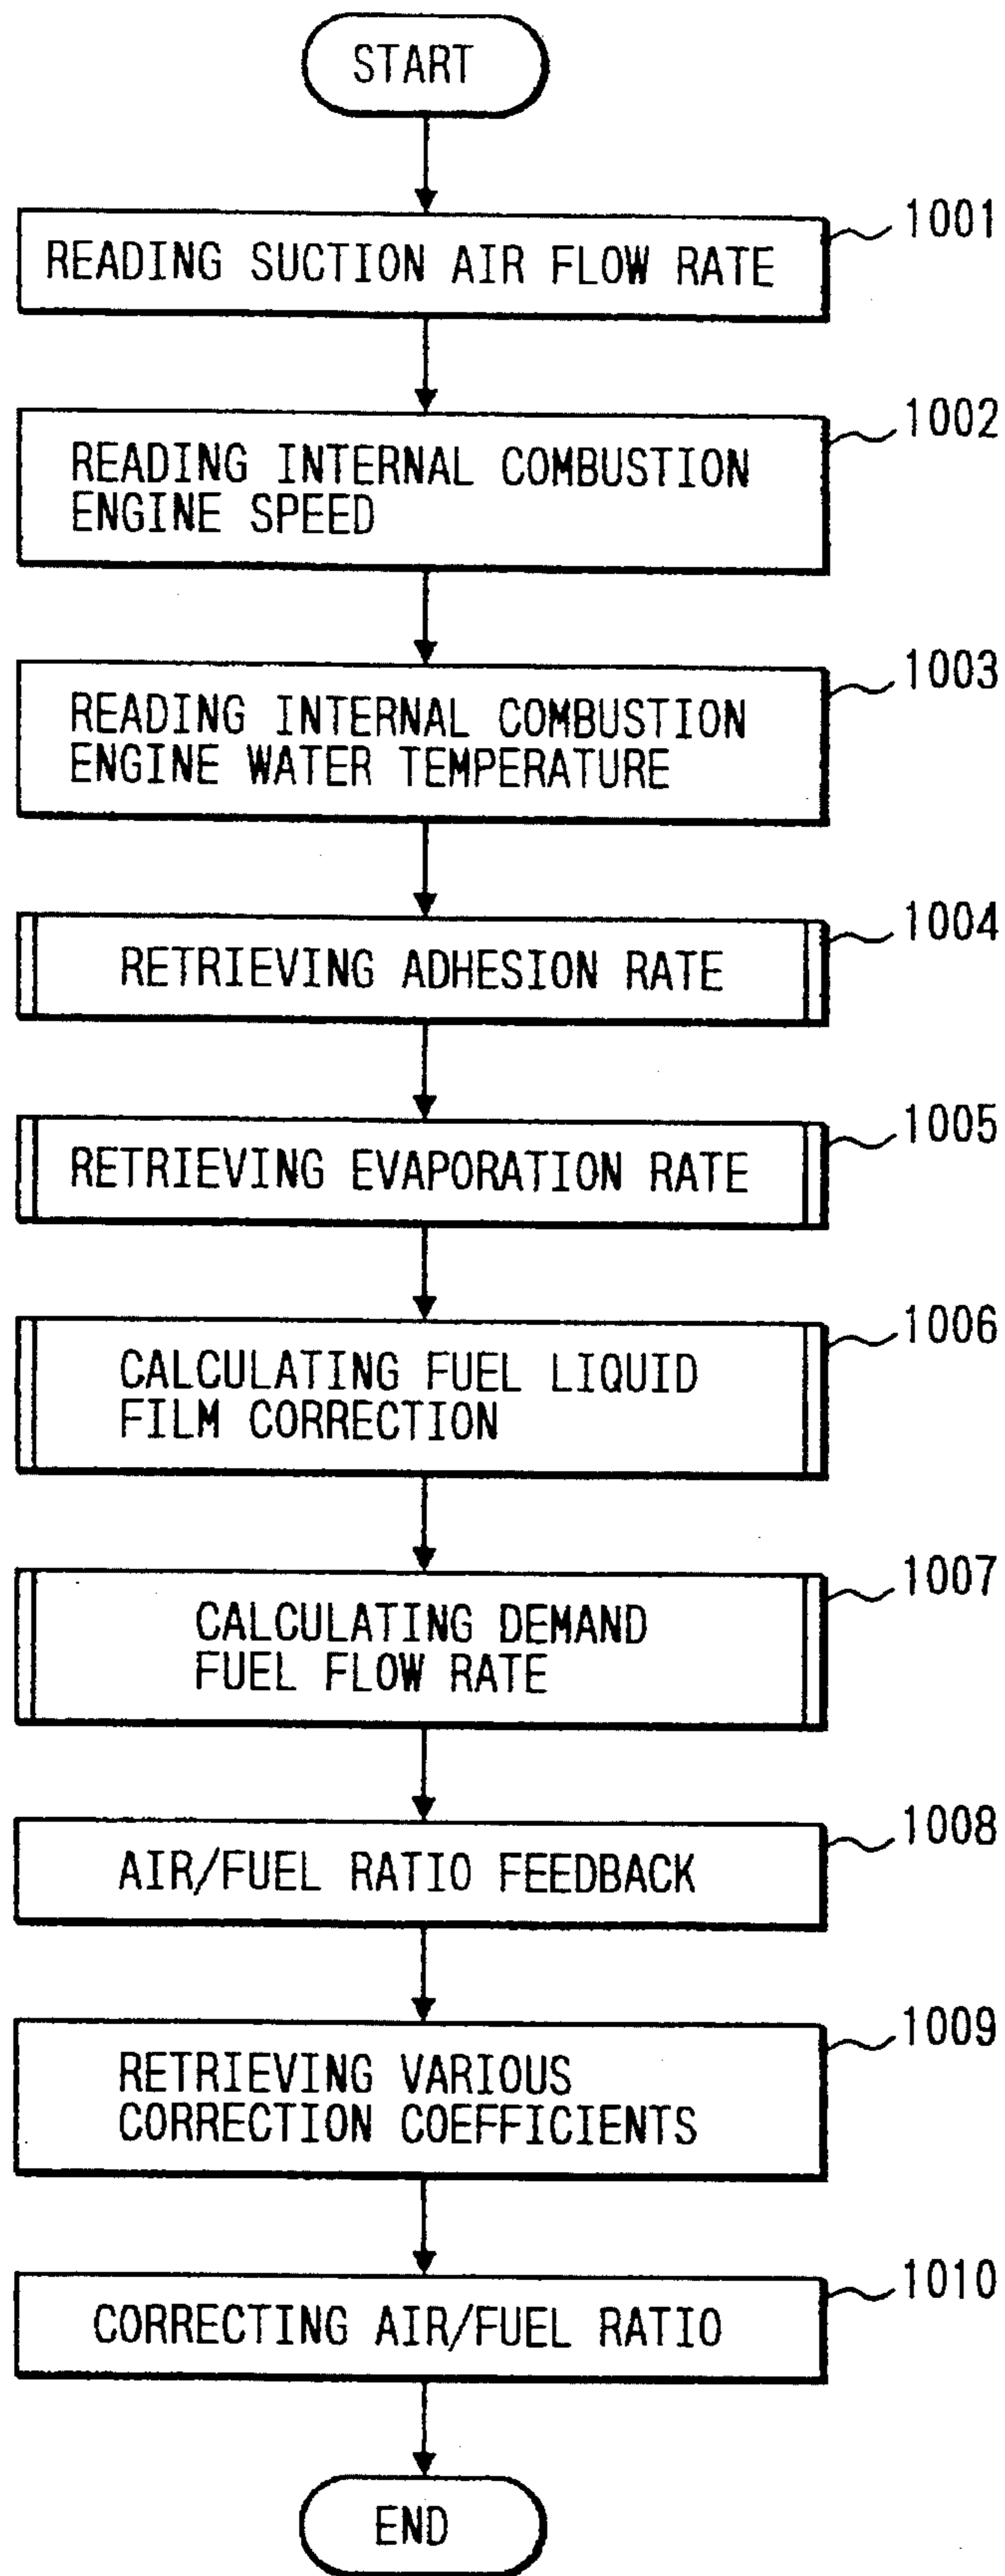 START
1001
READING SUCTION AIR FLOW RATE
1002
READING INTERNAL COMBUSTION
ENGINE SPEED
1003
READING INTERNAL COMBUSTION
ENGINE WATER TEMPERATURE
1004
RETRIEVING ADHESION RATE
1005
RETRIEVING EVAPORATION RATE
1006
CALCULATING FUEL LIQUID
FILM CORRECTION
1007
CALCULATING DEMAND
FUEL FLOW RATE
1008
AIR/FUEL RATIO FEEDBACK
1009
RETRIEVING VARIOUS
CORRECTION COEFFICIENTS
1010
CORRECTING AIR/FUEL RATIO
END